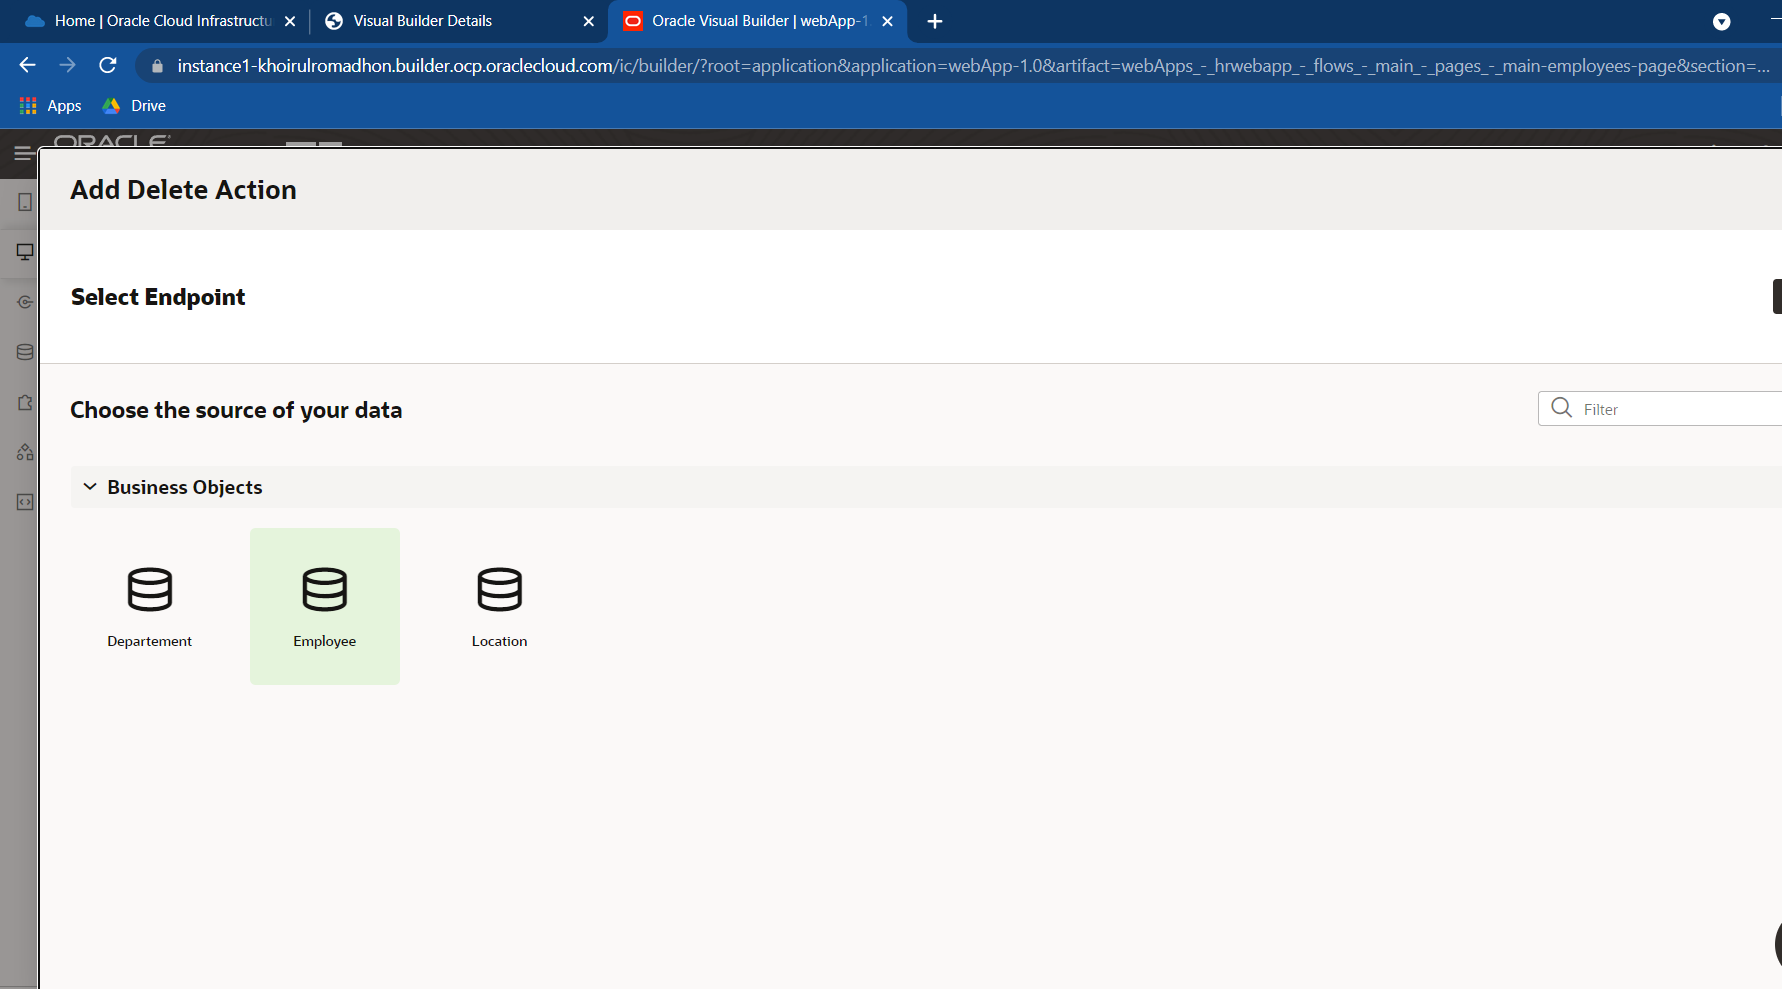 Home | Oracle Cloud Infrastructu
Visual Builder Details
Oracle Visual Builder | webApp-1.
instance1-khoirulromadhon.builder.ocp.oraclecloud.com/ic/builder/?root=application&application=webApp-1.0&artifact=webApps_-_hrwebapp_-_flows_-_main_-_pages_-_main-employees-page&section=...
Apps
Drive
ORACLE
Add Delete Action
Select Endpoint
Choose the source of your data
Filter
Business Objects
Departement
Employee
Location